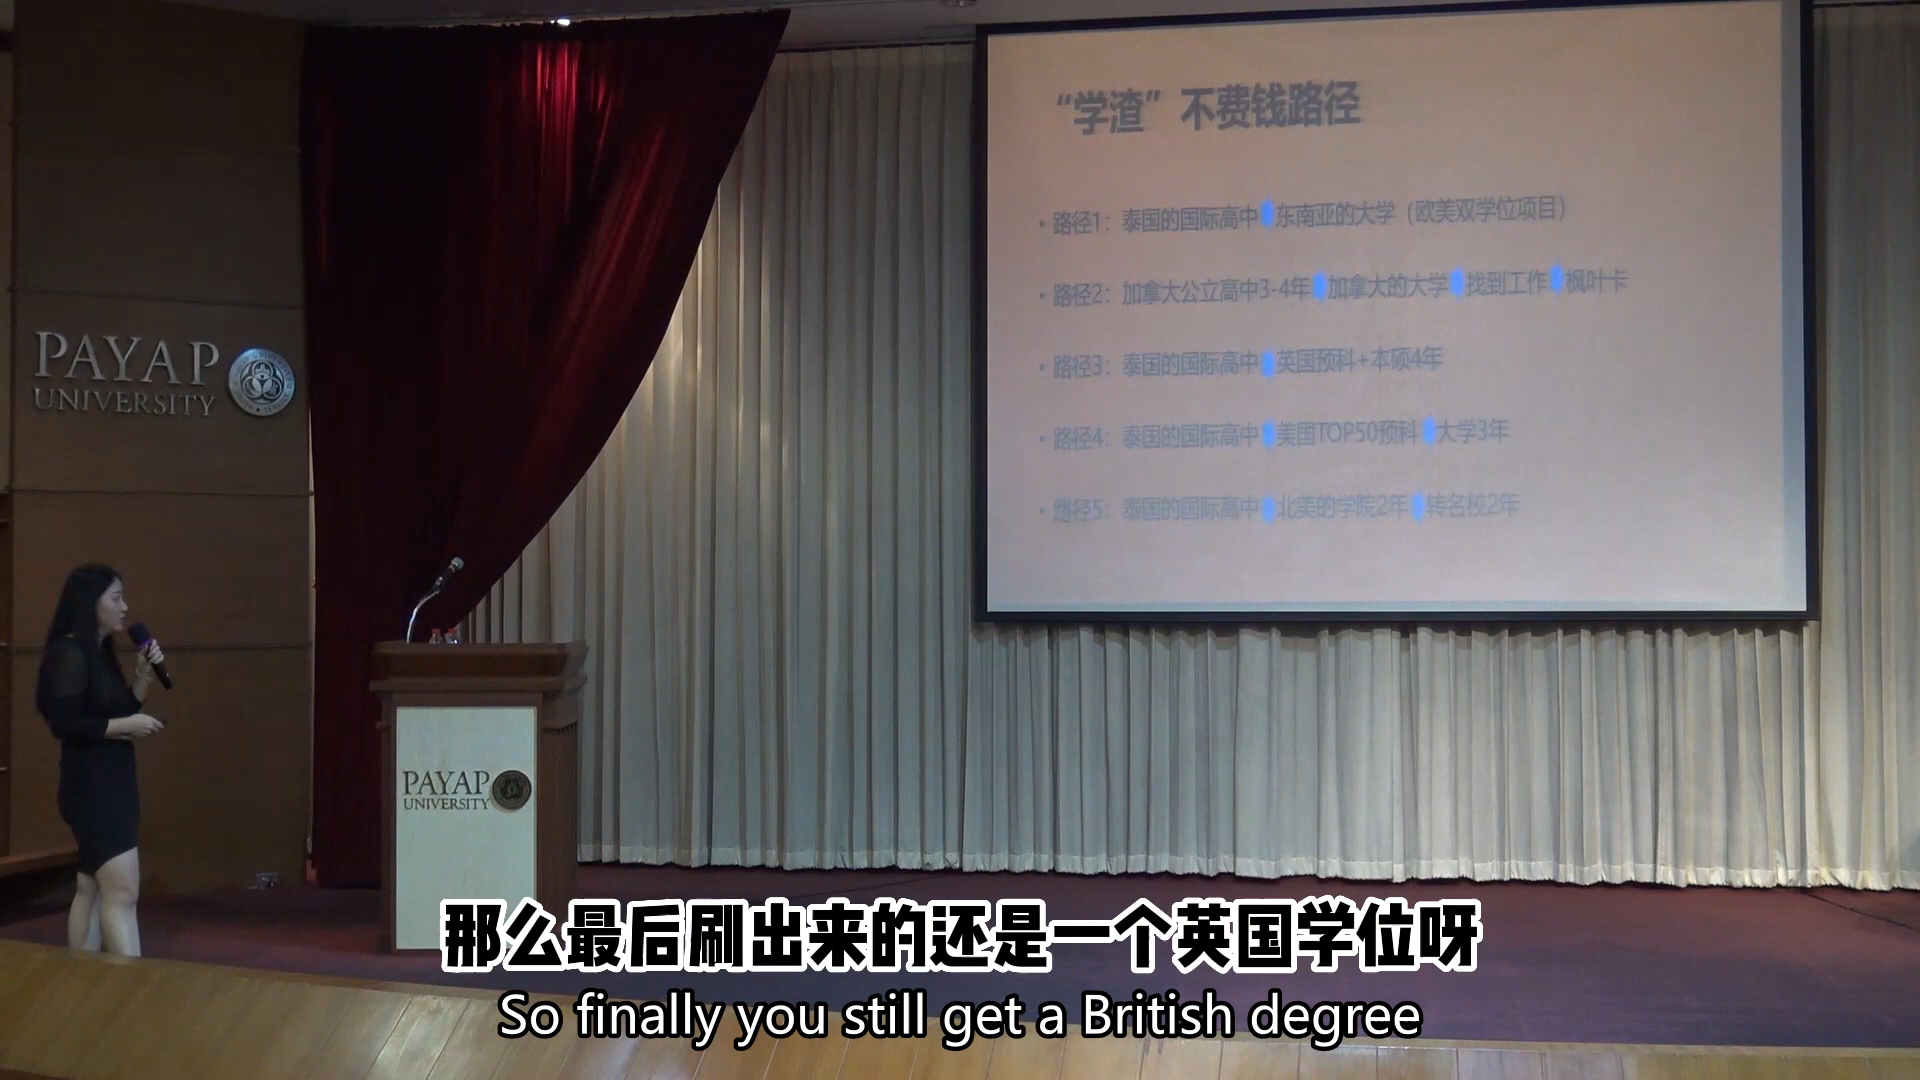 “学渣”不费钱路径
• 路径1：泰国的国际高中 东南亚的大学（欧美双学位项目）
• 路径2：加拿大公立高中3-4年 加拿大的大学 找到工作 枫叶卡
• 路径3：泰国的国际高中 英国预科+本硕4年
• 路径4：泰国的国际高中 美国TOP50预科 大学3年
• 路径5：泰国的国际高中 北美的学院2年 转名校2年
PAYAP
UNIVERSITY
PAYAP
UNIVERSITY
那么最后刷出来的还是一个英国学位呀
So finally you still get a British degree